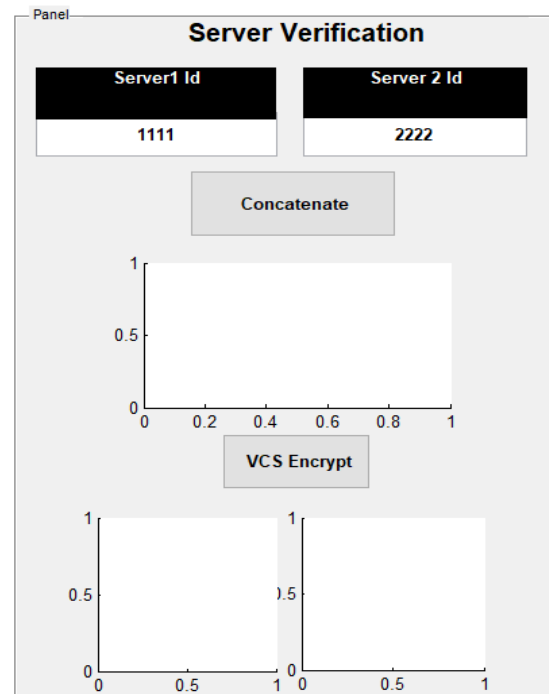 Panel
Server Verification
Server1 Id Server 2 Id
1111 2222
Concatenate
1
0.5
0
0 0.2 0.4 0.6 0.8 1
VCS Encrypt
1 1
0.5 0.5
0 0
0 0.5 1 0 0.5 1